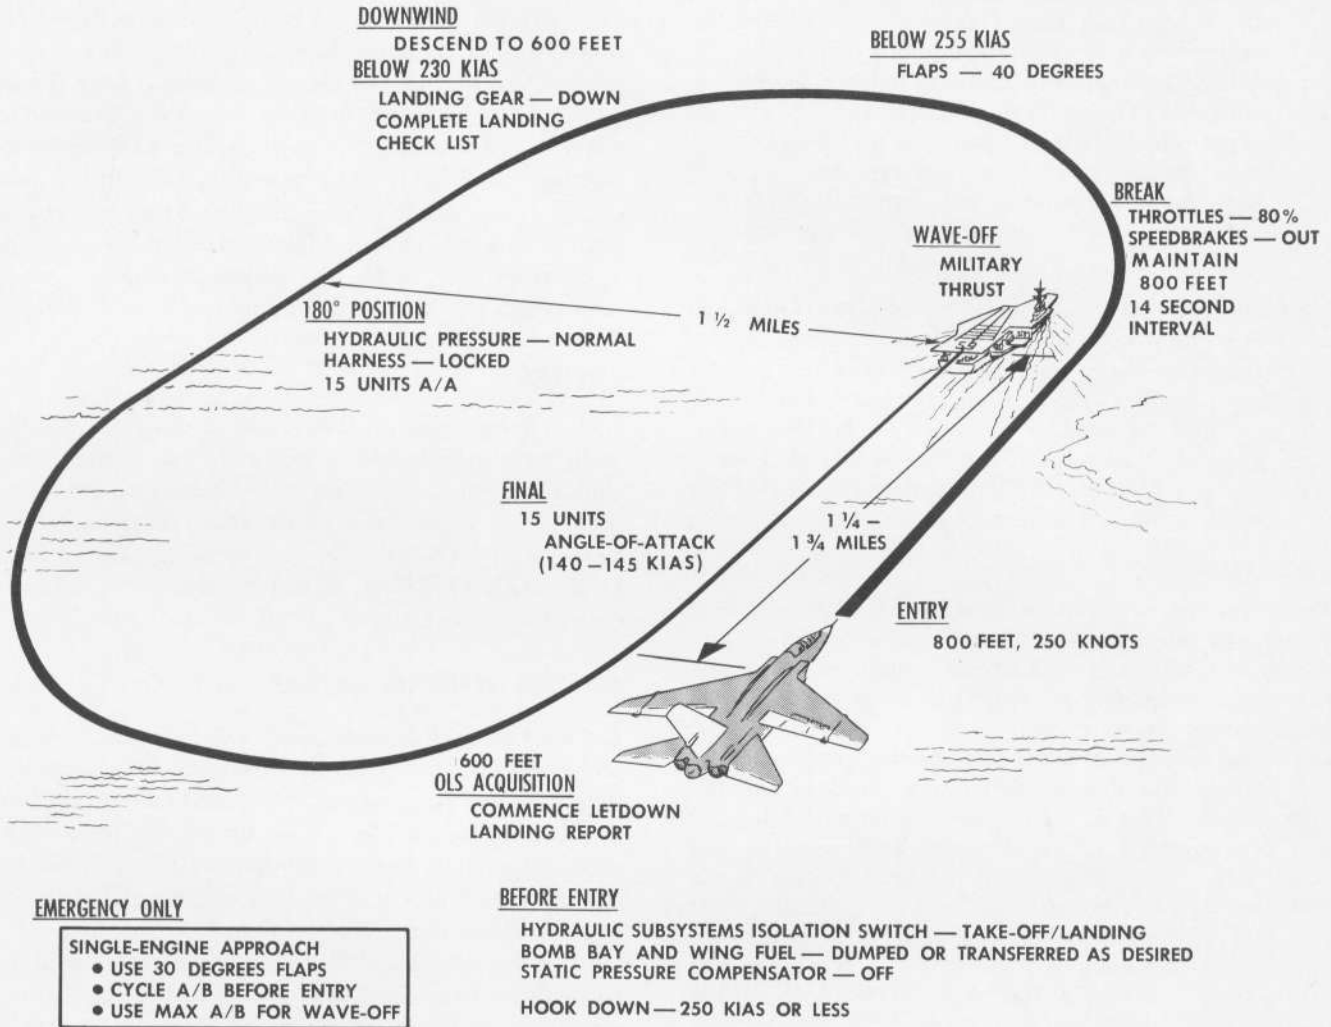 DOWNWIND
DESCEND TO 600 FEET
BELOW 230 KIAS
LANDING GEAR — DOWN
COMPLETE LANDING
CHECK LIST
BELOW 255 KIAS
FLAPS — 40 DEGREES
BREAK
THROTTLES — 80%
SPEEDBRAKES — OUT
MAINTAIN
800 FEET
14 SECOND
INTERVAL
WAVE-OFF
MILITARY
THRUST
180° POSITION
HYDRAULIC PRESSURE — NORMAL
HARNESS — LOCKED
15 UNITS A/A
1 ½ MILES
FINAL
15 UNITS
ANGLE-OF-ATTACK
(140–145 KIAS)
1 ¼ –
1 ¾ MILES
ENTRY
800 FEET, 250 KNOTS
600 FEET
OLS ACQUISITION
COMMENCE LETDOWN
LANDING REPORT
EMERGENCY ONLY
SINGLE-ENGINE APPROACH
● USE 30 DEGREES FLAPS
● CYCLE A/B BEFORE ENTRY
● USE MAX A/B FOR WAVE-OFF
BEFORE ENTRY
HYDRAULIC SUBSYSTEMS ISOLATION SWITCH — TAKE-OFF/LANDING
BOMB BAY AND WING FUEL — DUMPED OR TRANSFERRED AS DESIRED
STATIC PRESSURE COMPENSATOR — OFF
HOOK DOWN — 250 KIAS OR LESS